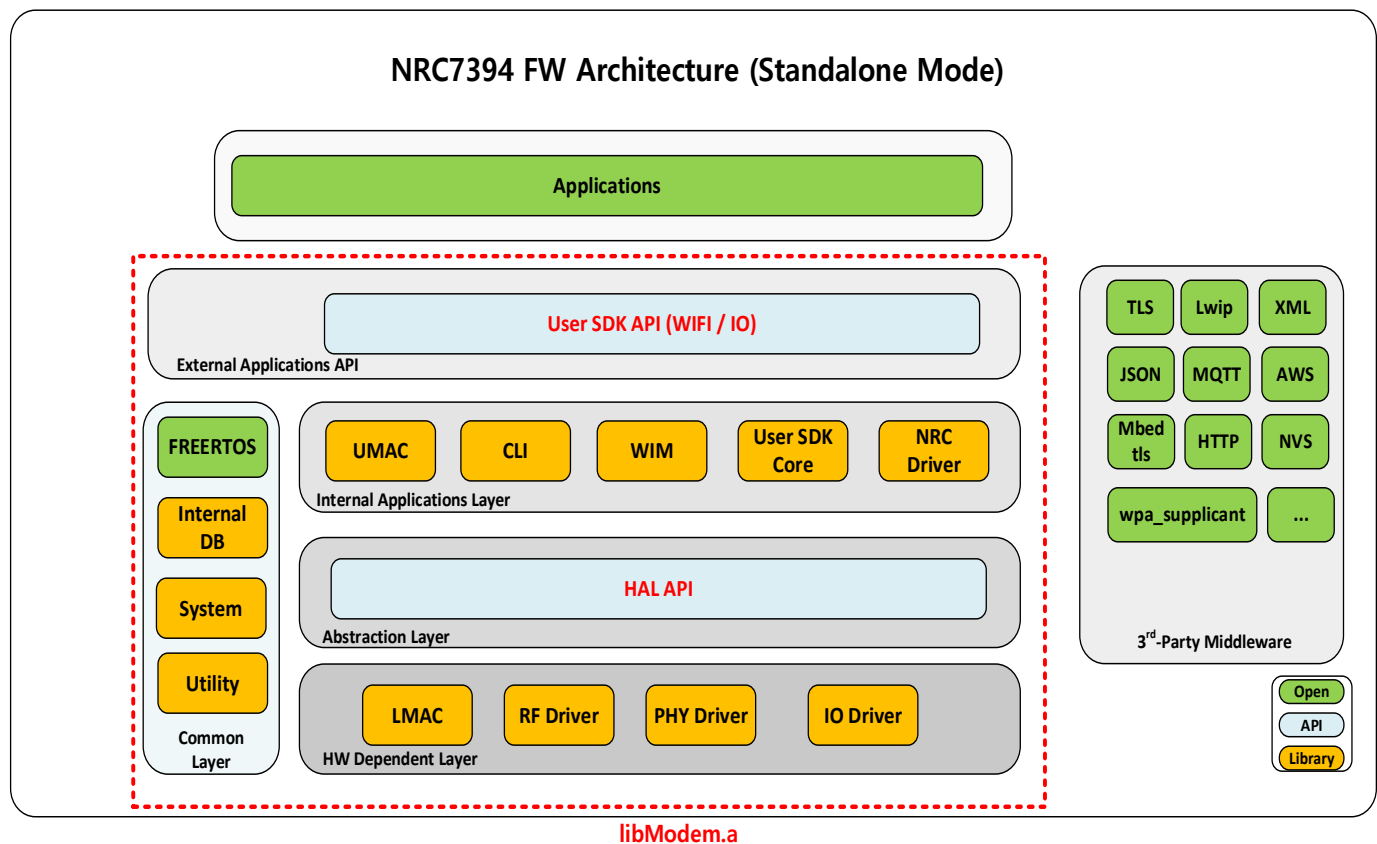 NRC7394 FW Architecture (Standalone Mode)
Applications
User SDK API (WIFI / IO)
External Applications API
FREERTOS
Internal
DB
System
Utility
Common
Layer
UMAC
CLI
WIM
User SDK
Core
NRC
Driver
Internal Applications Layer
HAL API
Abstraction Layer
LMAC
RF Driver
PHY Driver
IO Driver
HW Dependent Layer
TLS
Lwip
XML
JSON
MQTT
AWS
Mbed
tls
HTTP
NVS
wpa_supplicant
...
3rd-Party Middleware
Open
API
Library
libModem.a